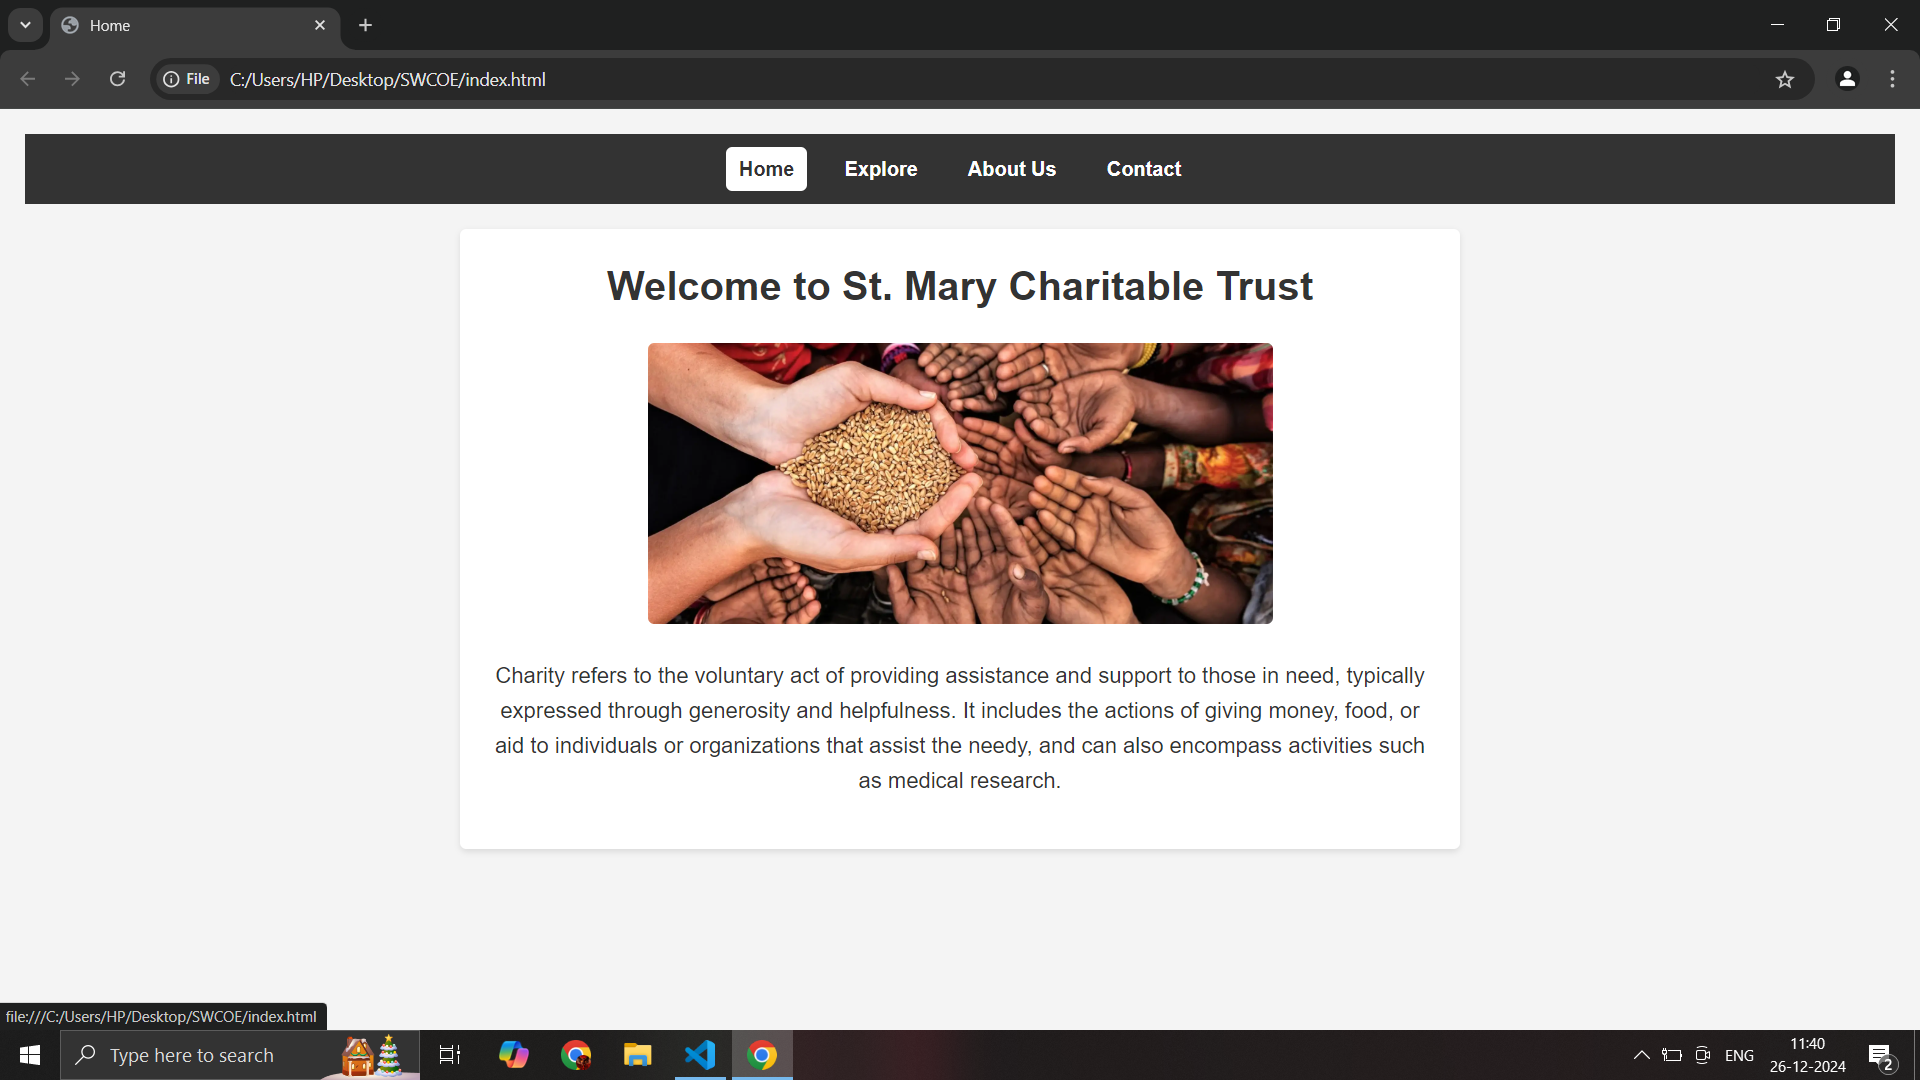 Home
File C:/Users/HP/Desktop/SWCOE/index.html
Home Explore About Us Contact
Welcome to St. Mary Charitable Trust
Charity refers to the voluntary act of providing assistance and support to those in need, typically
expressed through generosity and helpfulness. It includes the actions of giving money, food, or
aid to individuals or organizations that assist the needy, and can also encompass activities such
as medical research.
file:///C:/Users/HP/Desktop/SWCOE/index.html
Type here to search
ENG
11:40
26-12-2024
2